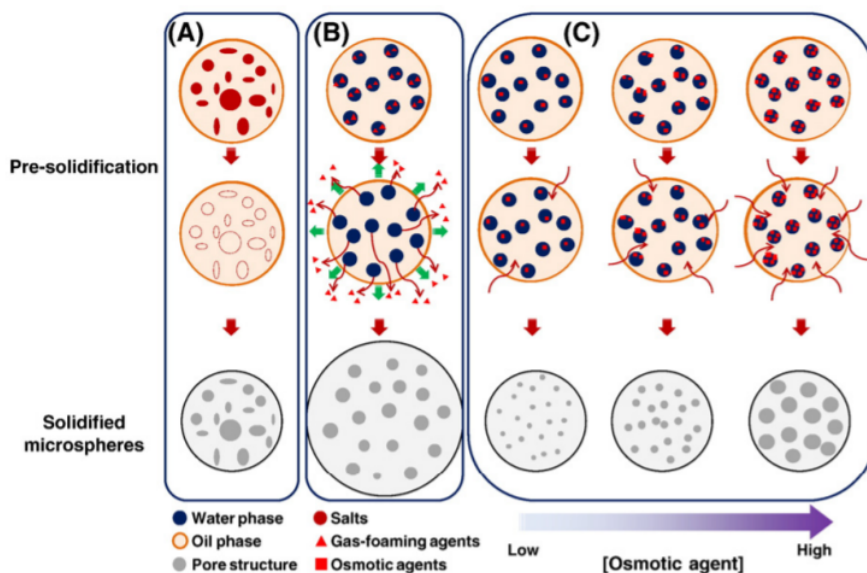 (A)
(B)
(C)
Pre-solidification
Solidified
microspheres
Water phase
Salts
Oil phase
Gas-foaming agents
Pore structure
Osmotic agents
Low
High
[Osmotic agent]